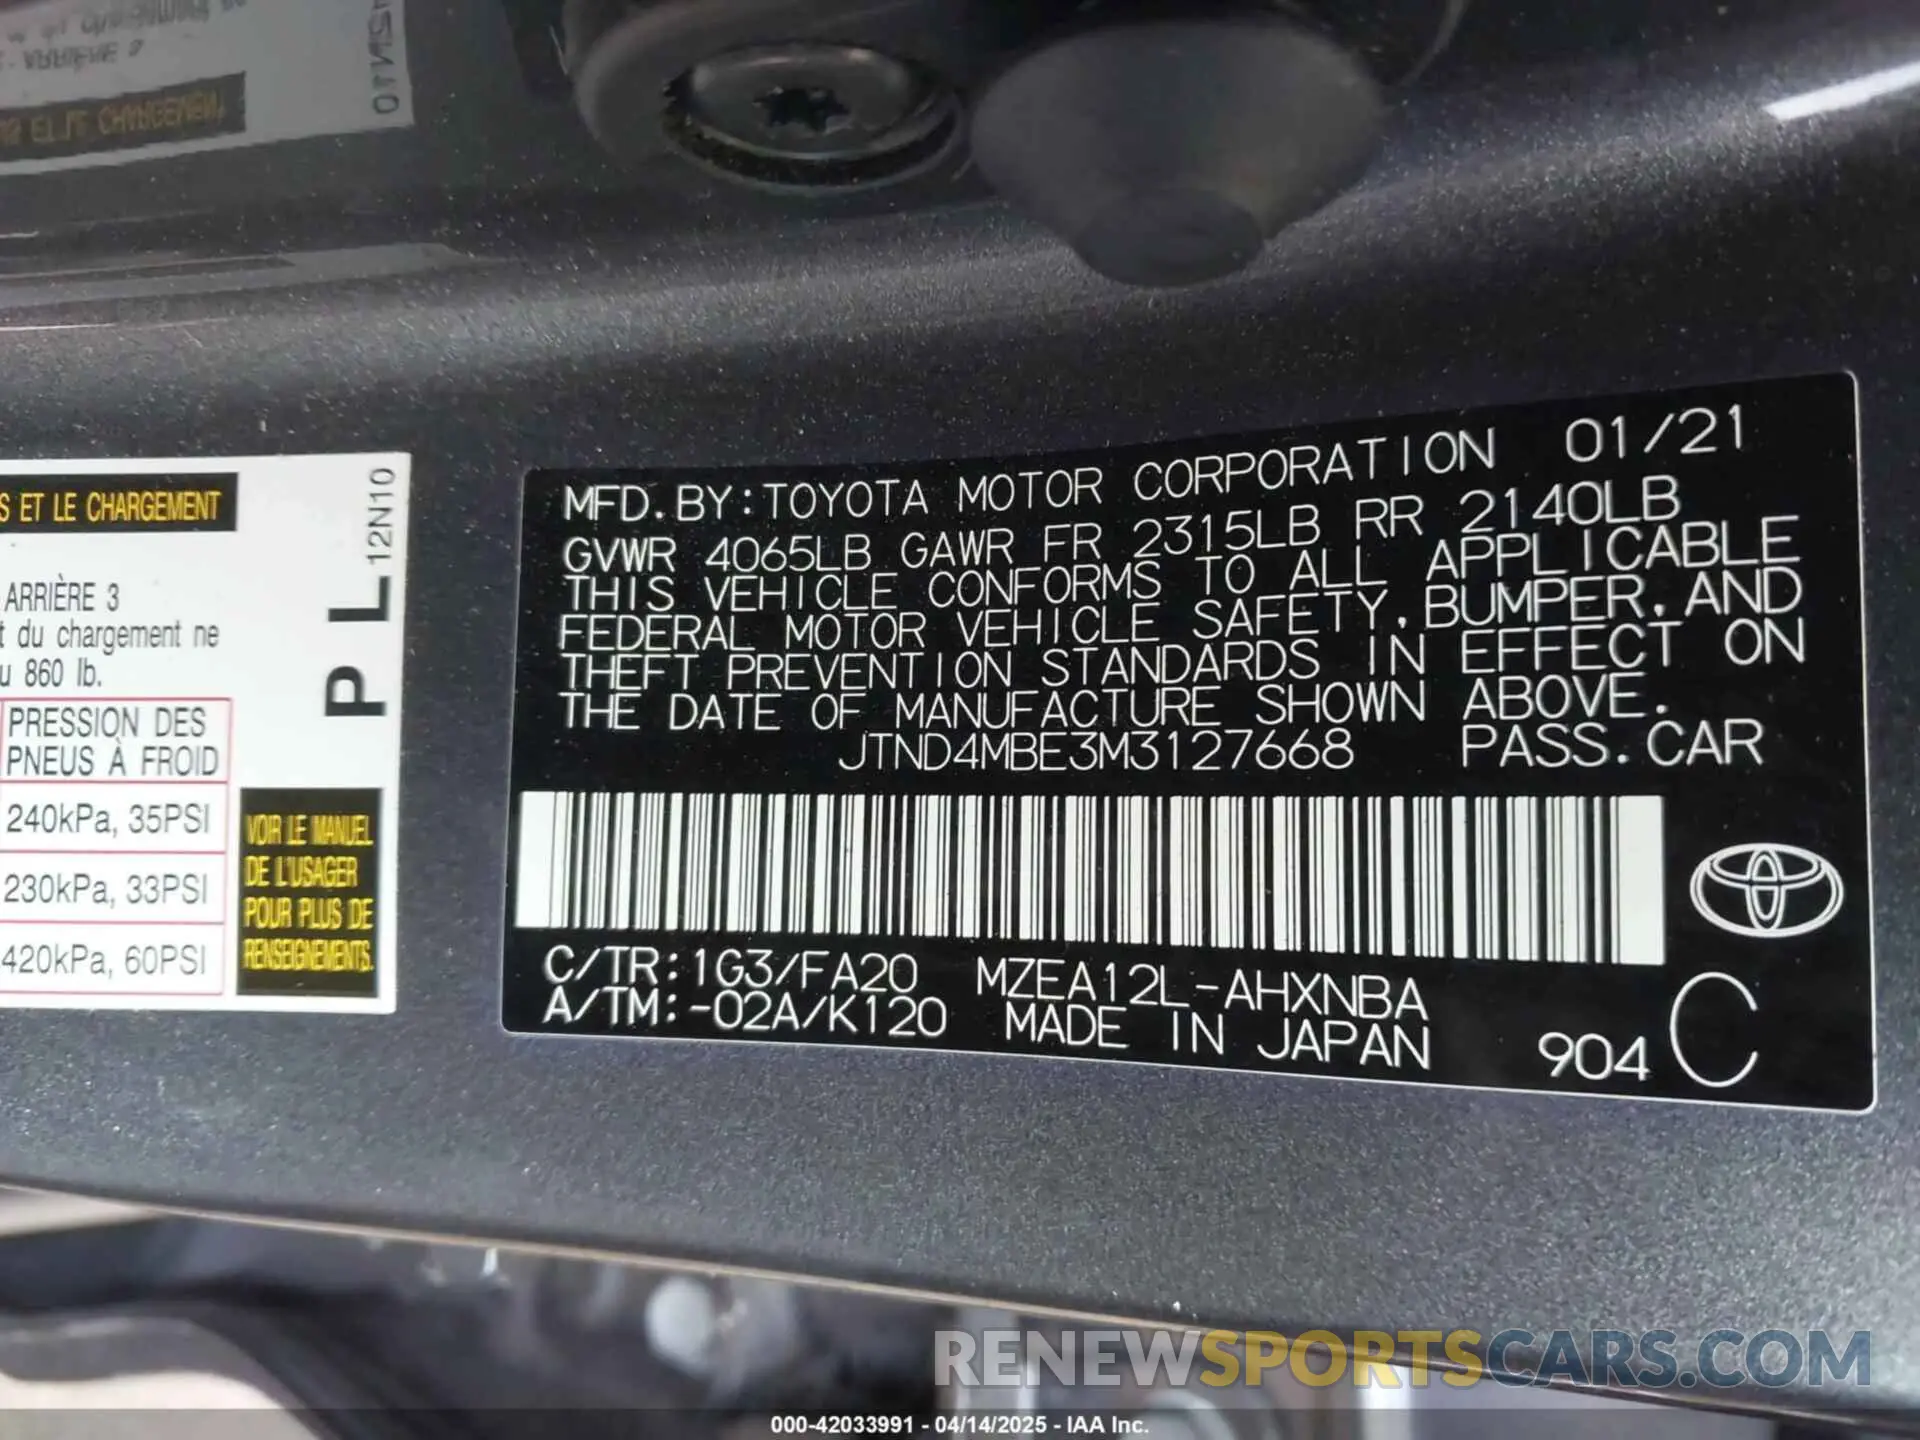 S ET LE CHARGEMENT
ARRIÈRE 3
t du chargement ne
u 860 lb.
PRESSION DES
PNEUS À FROID
240kPa, 35PSI
230kPa, 33PSI
420kPa, 60PSI
P L
12N10
VOIR LE MANUEL
DE L'USAGER
POUR PLUS DE
RENSEIGNEMENTS.
MFD. BY: TOYOTA MOTOR CORPORATION 01/21
GVWR 4065LB GAWR FR 2315LB RR 2140LB
THIS VEHICLE CONFORMS TO ALL APPLICABLE
FEDERAL MOTOR VEHICLE SAFETY, BUMPER, AND
THEFT PREVENTION STANDARDS IN EFFECT ON
THE DATE OF MANUFACTURE SHOWN ABOVE.
JTND4MBE3M3127668 PASS.CAR
C/TR: 1G3/FA20 MZEA12L-AHXNBA
A/TM: -02A/K120 MADE IN JAPAN
904 C
RENEWSPORTSCARS.COM
000-42033991 - 04/14/2025 - IAA Inc.